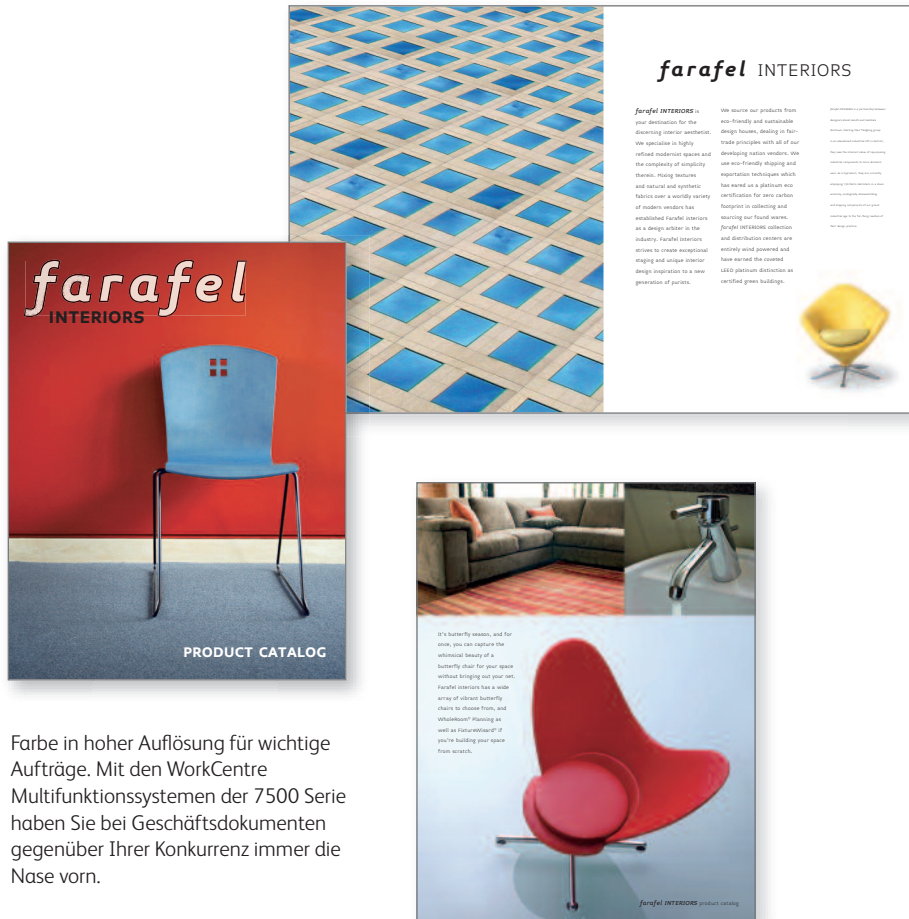 farafel INTERIORS
farafel INTERIORS is
your destination for the
discerning interior aesthetist.
We specialise in highly
refined modernist spaces and
the complexity of simplicity
therein. Mixing textures
and natural and synthetic
fabrics over a worldly variety
of modern vendors has
established Farafel interiors
as a design arbiter in the
industry. Farafel Interiors
strives to create exceptional
staging and unique interior
design inspiration to a new
generation of purists.
We source our products from
eco-friendly and sustainable
design houses, dealing in fair-
trade principles with all of our
developing nation vendors. We
use eco-friendly shipping and
exportation techniques which
has eared us a platinum eco
certification for zero carbon
footprint in collecting and
sourcing our found wares.
farafel INTERIORS collection
and distribution centers are
entirely wind powered and
have earned the coveted
LEED platinum distinction as
certified green buildings.
farafel
INTERIORS
PRODUCT CATALOG
It's butterfly season, and for
once, you can capture the
whimsical beauty of a
butterfly chair for your space
without bringing out your net.
Farafel interiors has a wide
array of vibrant butterfly
chairs to choose from, and
WholeRoom® Planning as
well as FixtureWizard® if
you're building your space
from scratch.
farafel INTERIORS product catalog
Farbe in hoher Auflösung für wichtige
Aufträge. Mit den WorkCentre
Multifunktionssystemen der 7500 Serie
haben Sie bei Geschäftsdokumenten
gegenüber Ihrer Konkurrenz immer die
Nase vorn.